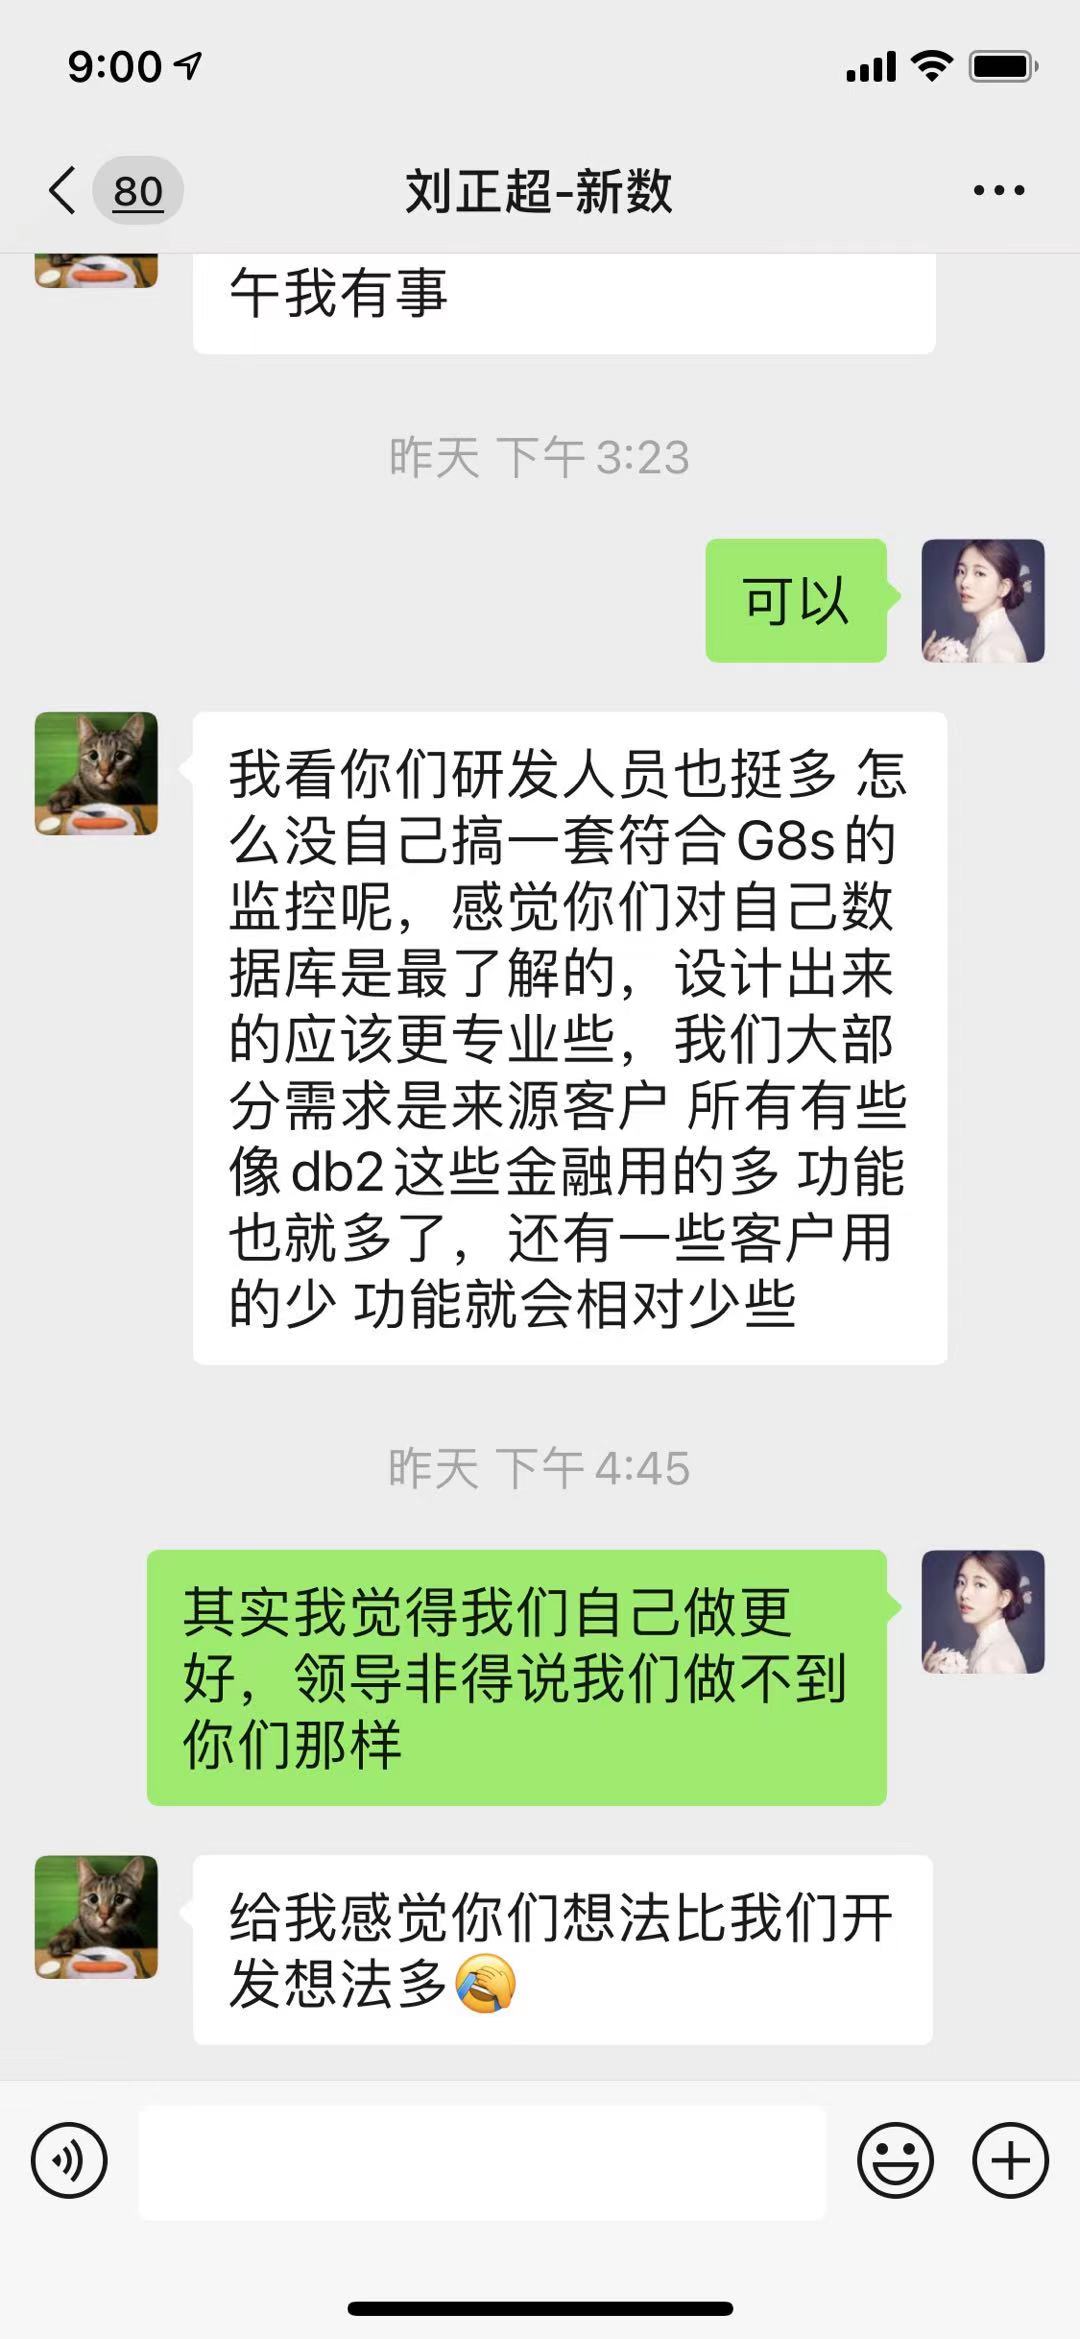 9:00
80
刘正超-新数
午我有事
昨天 下午 3:23
可以
我看你们研发人员也挺多 怎
么没自己搞一套符合G8s的
监控呢，感觉你们对自己数
据库是最了解的，设计出来
的应该更专业些，我们大部
分需求是来源客户 所有有些
像db2这些金融用的多 功能
也就多了，还有一些客户用
的少 功能就会相对少些
昨天 下午 4:45
其实我觉得我们自己做更
好，领导非得说我们做不到
你们那样
给我感觉你们想法比我们开
发想法多🤦